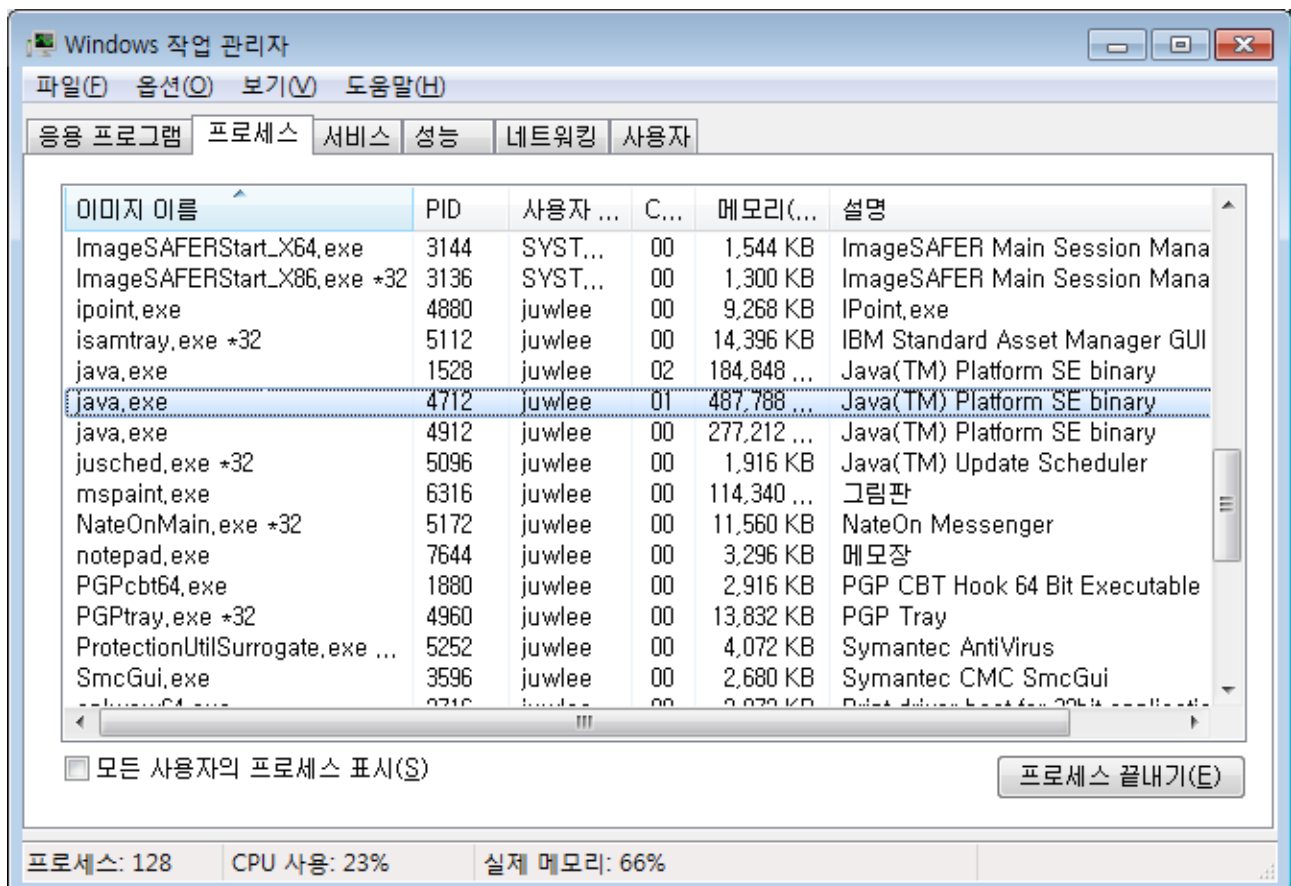 Windows 작업 관리자
파일(F) 옵션(O) 보기(V) 도움말(H)
응용 프로그램 프로세스 서비스 성능 네트워킹 사용자
이미지 이름 PID 사용자 ... C... 메모리(... 설명
ImageSAFERStart_X64.exe 3144 SYST... 00 1,544 KB ImageSAFER Main Session Mana
ImageSAFERStart_X86.exe *32 3136 SYST... 00 1,300 KB ImageSAFER Main Session Mana
ipoint.exe 4880 juwlee 00 9,268 KB IPoint.exe
isamtray.exe *32 5112 juwlee 00 14,396 KB IBM Standard Asset Manager GUI
java.exe 1528 juwlee 02 184,848 ... Java(TM) Platform SE binary
java.exe 4712 juwlee 01 487,788 ... Java(TM) Platform SE binary
java.exe 4912 juwlee 00 277,212 ... Java(TM) Platform SE binary
jusched.exe *32 5096 juwlee 00 1,916 KB Java(TM) Update Scheduler
mspaint.exe 6316 juwlee 00 114,340 ... 그림판
NateOnMain.exe *32 5172 juwlee 00 11,560 KB NateOn Messenger
notepad.exe 7644 juwlee 00 3,296 KB 메모장
PGPcbt64.exe 1880 juwlee 00 2,916 KB PGP CBT Hook 64 Bit Executable
PGPtray.exe *32 4960 juwlee 00 13,832 KB PGP Tray
ProtectionUtilSurrogate.exe ... 5252 juwlee 00 4,072 KB Symantec AntiVirus
SmcGui.exe 3596 juwlee 00 2,680 KB Symantec CMC SmcGui
모든 사용자의 프로세스 표시(S)
프로세스 끝내기(E)
프로세스: 128 CPU 사용: 23% 실제 메모리: 66%